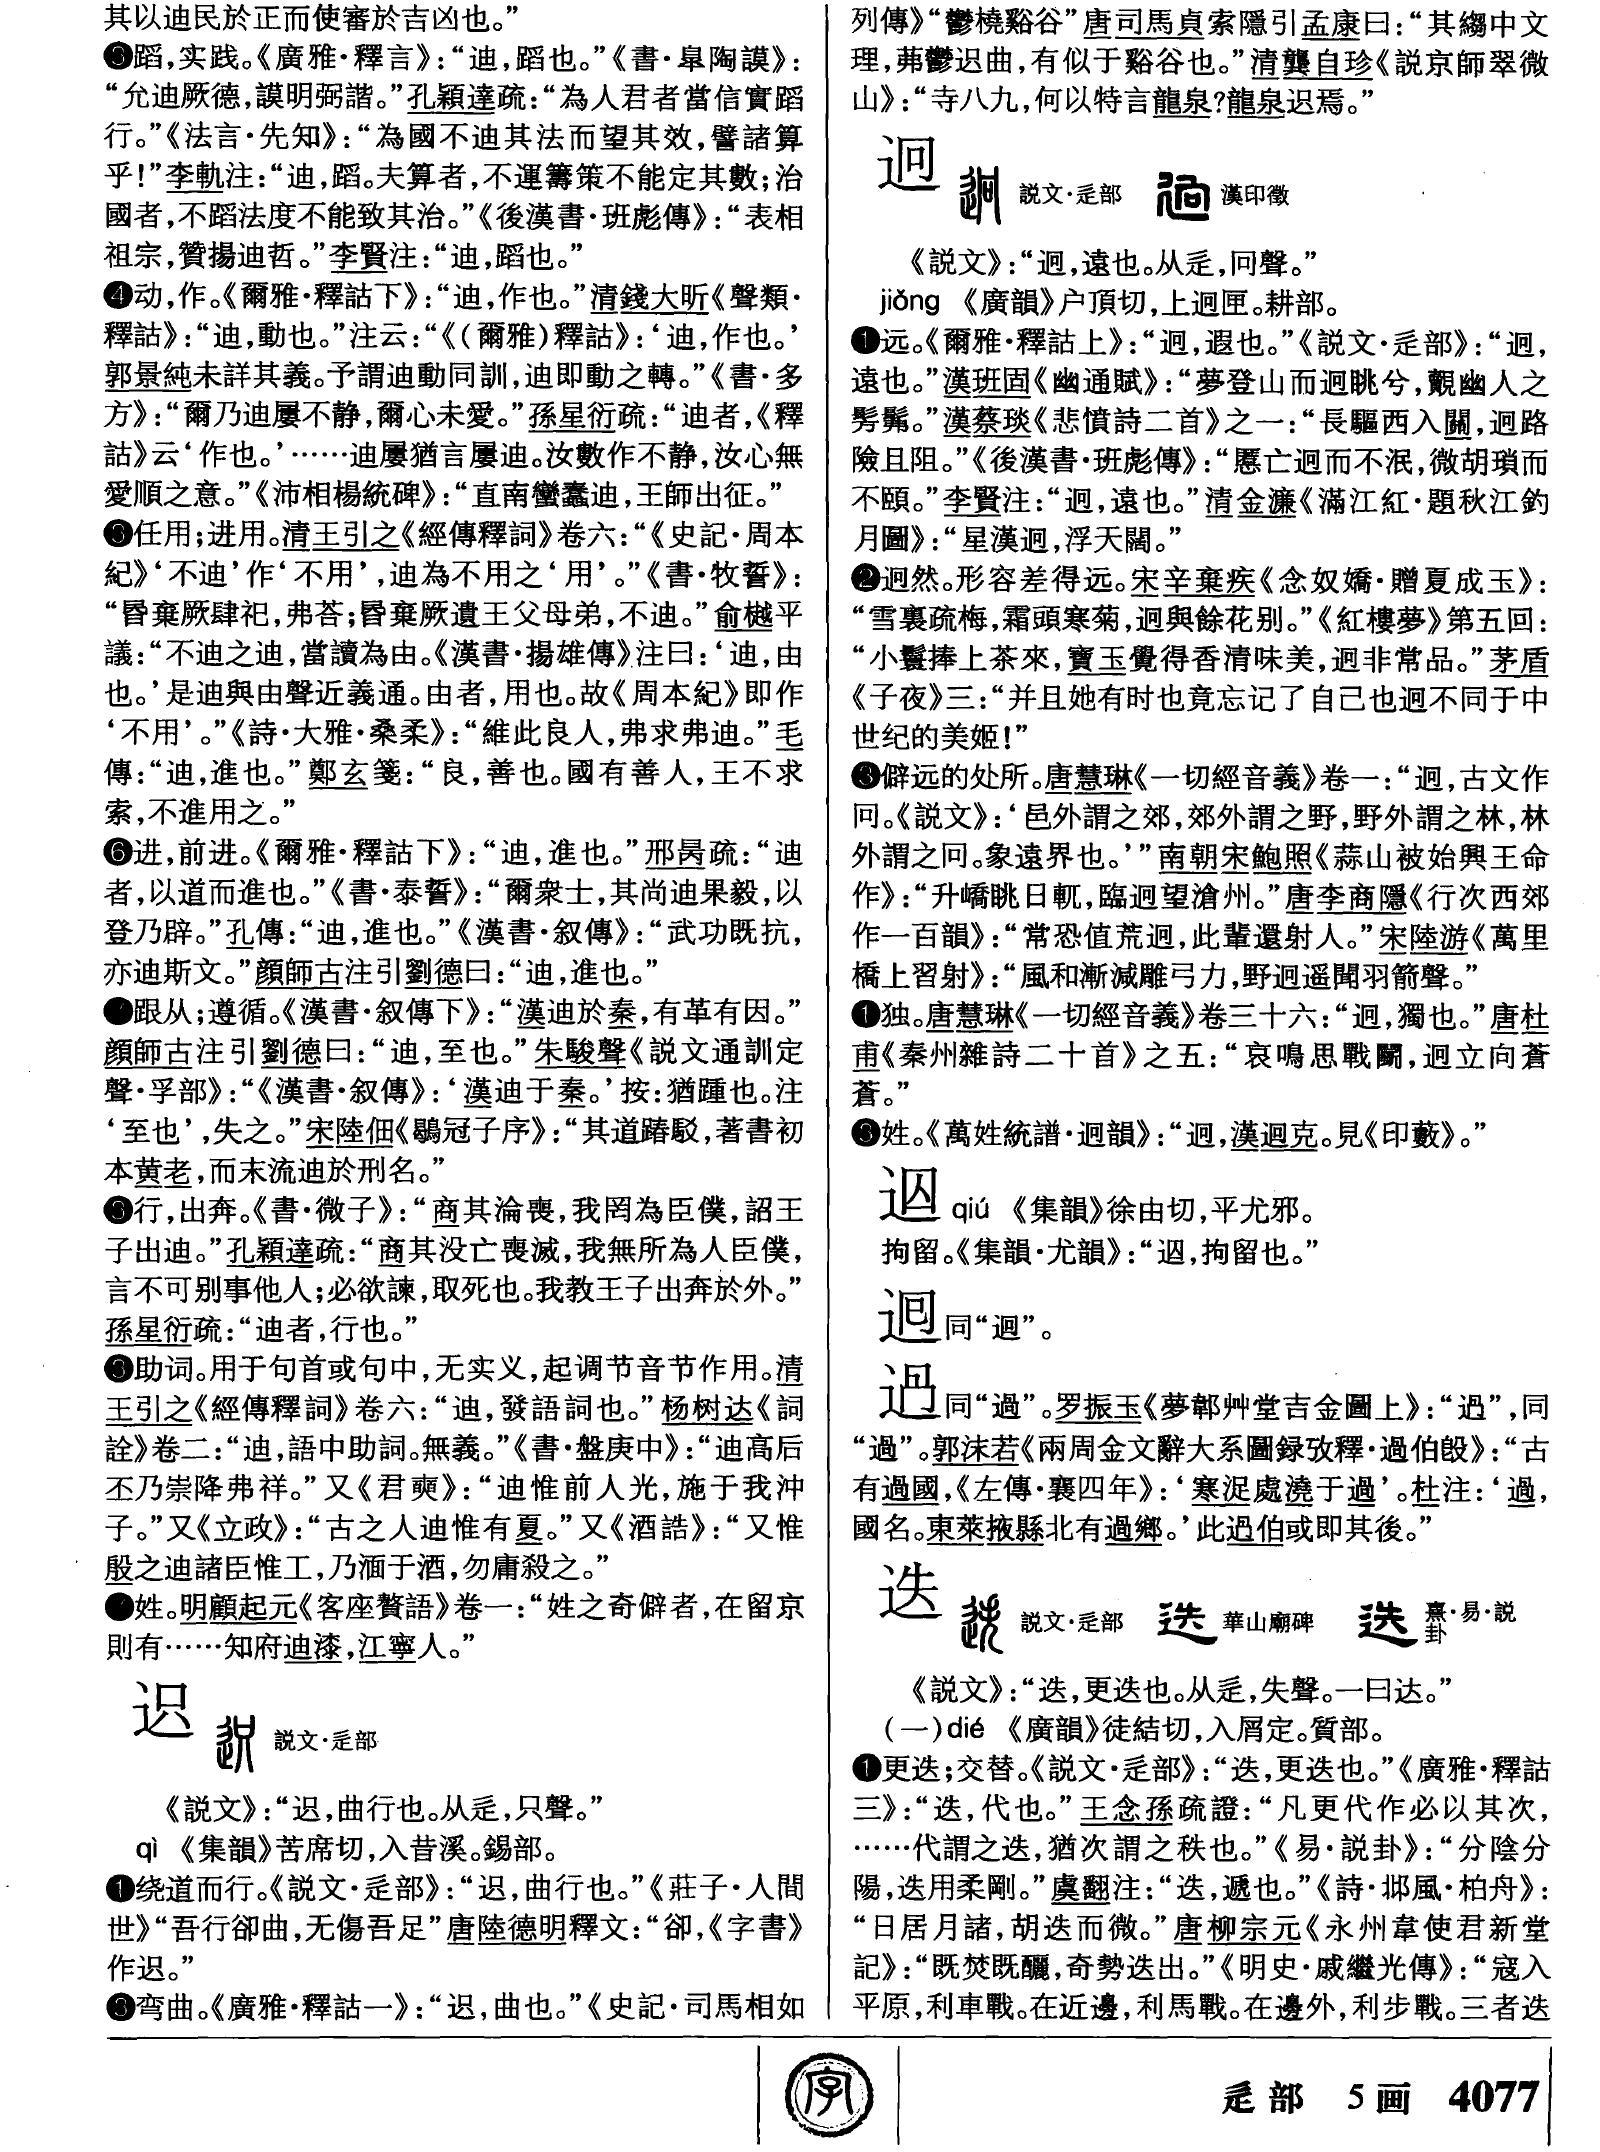 其以迪民於正而使審於吉凶也。”
❸蹈,实践。《廣雅·釋言》:“迪,蹈也。”《書·臯陶謨》:
“允迪厥德,謨明弼諧。”孔穎達疏:“為人君者當信實蹈
行。”《法言·先知》:“為國不迪其法而望其效,譬諸算
乎!”李軌注:“迪,蹈。夫算者,不運籌策不能定其數;治
國者,不蹈法度不能致其治。”《後漢書·班彪傳》:“表相
祖宗,贊揚迪哲。”李賢注:“迪,蹈也。”
❹动,作。《爾雅·釋詁下》:“迪,作也。”清錢大昕《聲類·
釋詁》:“迪,動也。”注云:“《(爾雅)釋詁》:‘迪,作也。’
郭景純未詳其義。予謂迪動同訓,迪即動之轉。”《書·多
方》:“爾乃迪屢不静,爾心未愛。”孫星衍疏:“迪者,《釋
詁》云‘作也。’……迪屢猶言屢迪。汝數作不静,汝心無
愛順之意。”《沛相楊統碑》:“直南蠻蠢迪,王師出征。”
❺任用;进用。清王引之《經傳釋詞》卷六:“《史記·周本
紀》‘不迪’作‘不用’,迪為不用之‘用’。”《書·牧誓》:
“昬棄厥肆祀,弗荅;昬棄厥遺王父母弟,不迪。”俞樾平
議:“不迪之迪,當讀為由。《漢書·揚雄傳》注曰:‘迪,由
也。’是迪與由聲近義通。由者,用也。故《周本紀》即作
‘不用’。”《詩·大雅·桑柔》:“維此良人,弗求弗迪。”毛
傳:“迪,進也。”鄭玄箋:“良,善也。國有善人,王不求
索,不進用之。”
❻进,前进。《爾雅·釋詁下》:“迪,進也。”邢昺疏:“迪
者,以道而進也。”《書·泰誓》:“爾衆士,其尚迪果毅,以
登乃辟。”孔傳:“迪,進也。”《漢書·叙傳》:“武功既抗,
亦迪斯文。”顔師古注引劉德曰:“迪,進也。”
❼跟从;遵循。《漢書·叙傳下》:“漢迪於秦,有革有因。”
顔師古注引劉德曰:“迪,至也。”朱駿聲《説文通訓定
聲·孚部》:“《漢書·叙傳》:‘漢迪于秦。’按:猶踵也。注
‘至也’,失之。”宋陸佃《鶡冠子序》:“其道踳駁,著書初
本黄老,而末流迪於刑名。”
❽行,出奔。《書·微子》:“商其淪喪,我罔為臣僕,詔王
子出迪。”孔穎達疏:“商其没亡喪滅,我無所為人臣僕,
言不可别事他人;必欲諫,取死也。我教王子出奔於外。”
孫星衍疏:“迪者,行也。”
❾助词。用于句首或句中,无实义,起调节音节作用。清
王引之《經傳釋詞》卷六:“迪,發語詞也。”杨树达《詞
詮》卷二:“迪,語中助詞。無義。”《書·盤庚中》:“迪高后
丕乃崇降弗祥。”又《君奭》:“迪惟前人光,施于我沖
子。”又《立政》:“古之人迪惟有夏。”又《酒誥》:“又惟
殷之迪諸臣惟工,乃湎于酒,勿庸殺之。”
❿姓。明顧起元《客座贅語》卷一:“姓之奇僻者,在留京
則有……知府迪漆,江寧人。”
迟 説文·辵部
《説文》:“迟,曲行也。从辵,只聲。”
qì 《集韻》苦席切,入昔溪。錫部。
❶绕道而行。《説文·辵部》:“迟,曲行也。”《莊子·人間
世》“吾行卻曲,无傷吾足”唐陸德明釋文:“卻,《字書》
作迟。”
❷弯曲。《廣雅·釋詁一》:“迟,曲也。”《史記·司馬相如
列傳》“鬱橈谿谷”唐司馬貞索隱引孟康曰:“其縐中文
理,茀鬱迟曲,有似于谿谷也。”清龔自珍《説京師翠微
山》:“寺八九,何以特言龍泉?龍泉迟焉。”
迥 説文·辵部 漢印徵
《説文》:“迥,遠也。从辵,冋聲。”
jiǒng 《廣韻》户頂切,上迥匣。耕部。
❶远。《爾雅·釋詁上》:“迥,遐也。”《説文·辵部》:“迥,
遠也。”漢班固《幽通賦》:“夢登山而迥眺兮,覿幽人之
髣髴。”漢蔡琰《悲憤詩二首》之一:“長驅西入關,迥路
險且阻。”《後漢書·班彪傳》:“慝亡迥而不泯,微胡瑣而
不頤。”李賢注:“迥,遠也。”清金濂《滿江紅·題秋江釣
月圖》:“星漢迥,浮天闊。”
❷迥然。形容差得远。宋辛棄疾《念奴嬌·贈夏成玉》:
“雪裏疏梅,霜頭寒菊,迥與餘花别。”《紅樓夢》第五回:
“小鬟捧上茶來,寶玉覺得香清味美,迥非常品。”茅盾
《子夜》三:“并且她有时也竟忘记了自己也迥不同于中
世纪的美姬!”
❸僻远的处所。唐慧琳《一切經音義》卷一:“迥,古文作
冋。《説文》:‘邑外謂之郊,郊外謂之野,野外謂之林,林
外謂之冋。象遠界也。’”南朝宋鮑照《蒜山被始興王命
作》:“升嶠眺日軏,臨迥望滄州。”唐李商隱《行次西郊
作一百韻》:“常恐值荒迥,此輩還射人。”宋陸游《萬里
橋上習射》:“風和漸減雕弓力,野迥遥聞羽箭聲。”
❹独。唐慧琳《一切經音義》卷三十六:“迥,獨也。”唐杜
甫《秦州雜詩二十首》之五:“哀鳴思戰鬭,迥立向蒼
蒼。”
❺姓。《萬姓統譜·迥韻》:“迥,漢迥克。見《印藪》。”
迿 qiú 《集韻》徐由切,平尤邪。
拘留。《集韻·尤韻》:“,拘留也。”
迴 同“迴”。
同“過”。罗振玉《夢郼艸堂吉金圖上》:“”,同
“過”。郭沫若《兩周金文辭大系圖録攷釋·過伯𣪘》:“古
有過國,《左傳·襄四年》:‘寒浞處澆于過’。杜注:‘過,
國名。東萊掖縣北有過鄉。’此過伯或即其後。”
迭 説文·辵部 華山廟碑 熹·易·説卦
《説文》:“迭,更迭也。从辵,失聲。一曰达。”
(一)dié 《廣韻》徒結切,入屑定。質部。
❶更迭;交替。《説文·辵部》:“迭,更迭也。”《廣雅·釋詁
三》:“迭,代也。”王念孫疏證:“凡更代作必以其次,
……代謂之迭,猶次謂之秩也。”《易·説卦》:“分陰分
陽,迭用柔剛。”虞翻注:“迭,遞也。”《詩·邶風·柏舟》:
“日居月諸,胡迭而微。”唐柳宗元《永州韋使君新堂
記》:“既焚既釃,奇勢迭出。”《明史·戚繼光傳》:“寇入
平原,利車戰。在近邊,利馬戰。在邊外,利步戰。三者迭
字
辵部 5画 4077